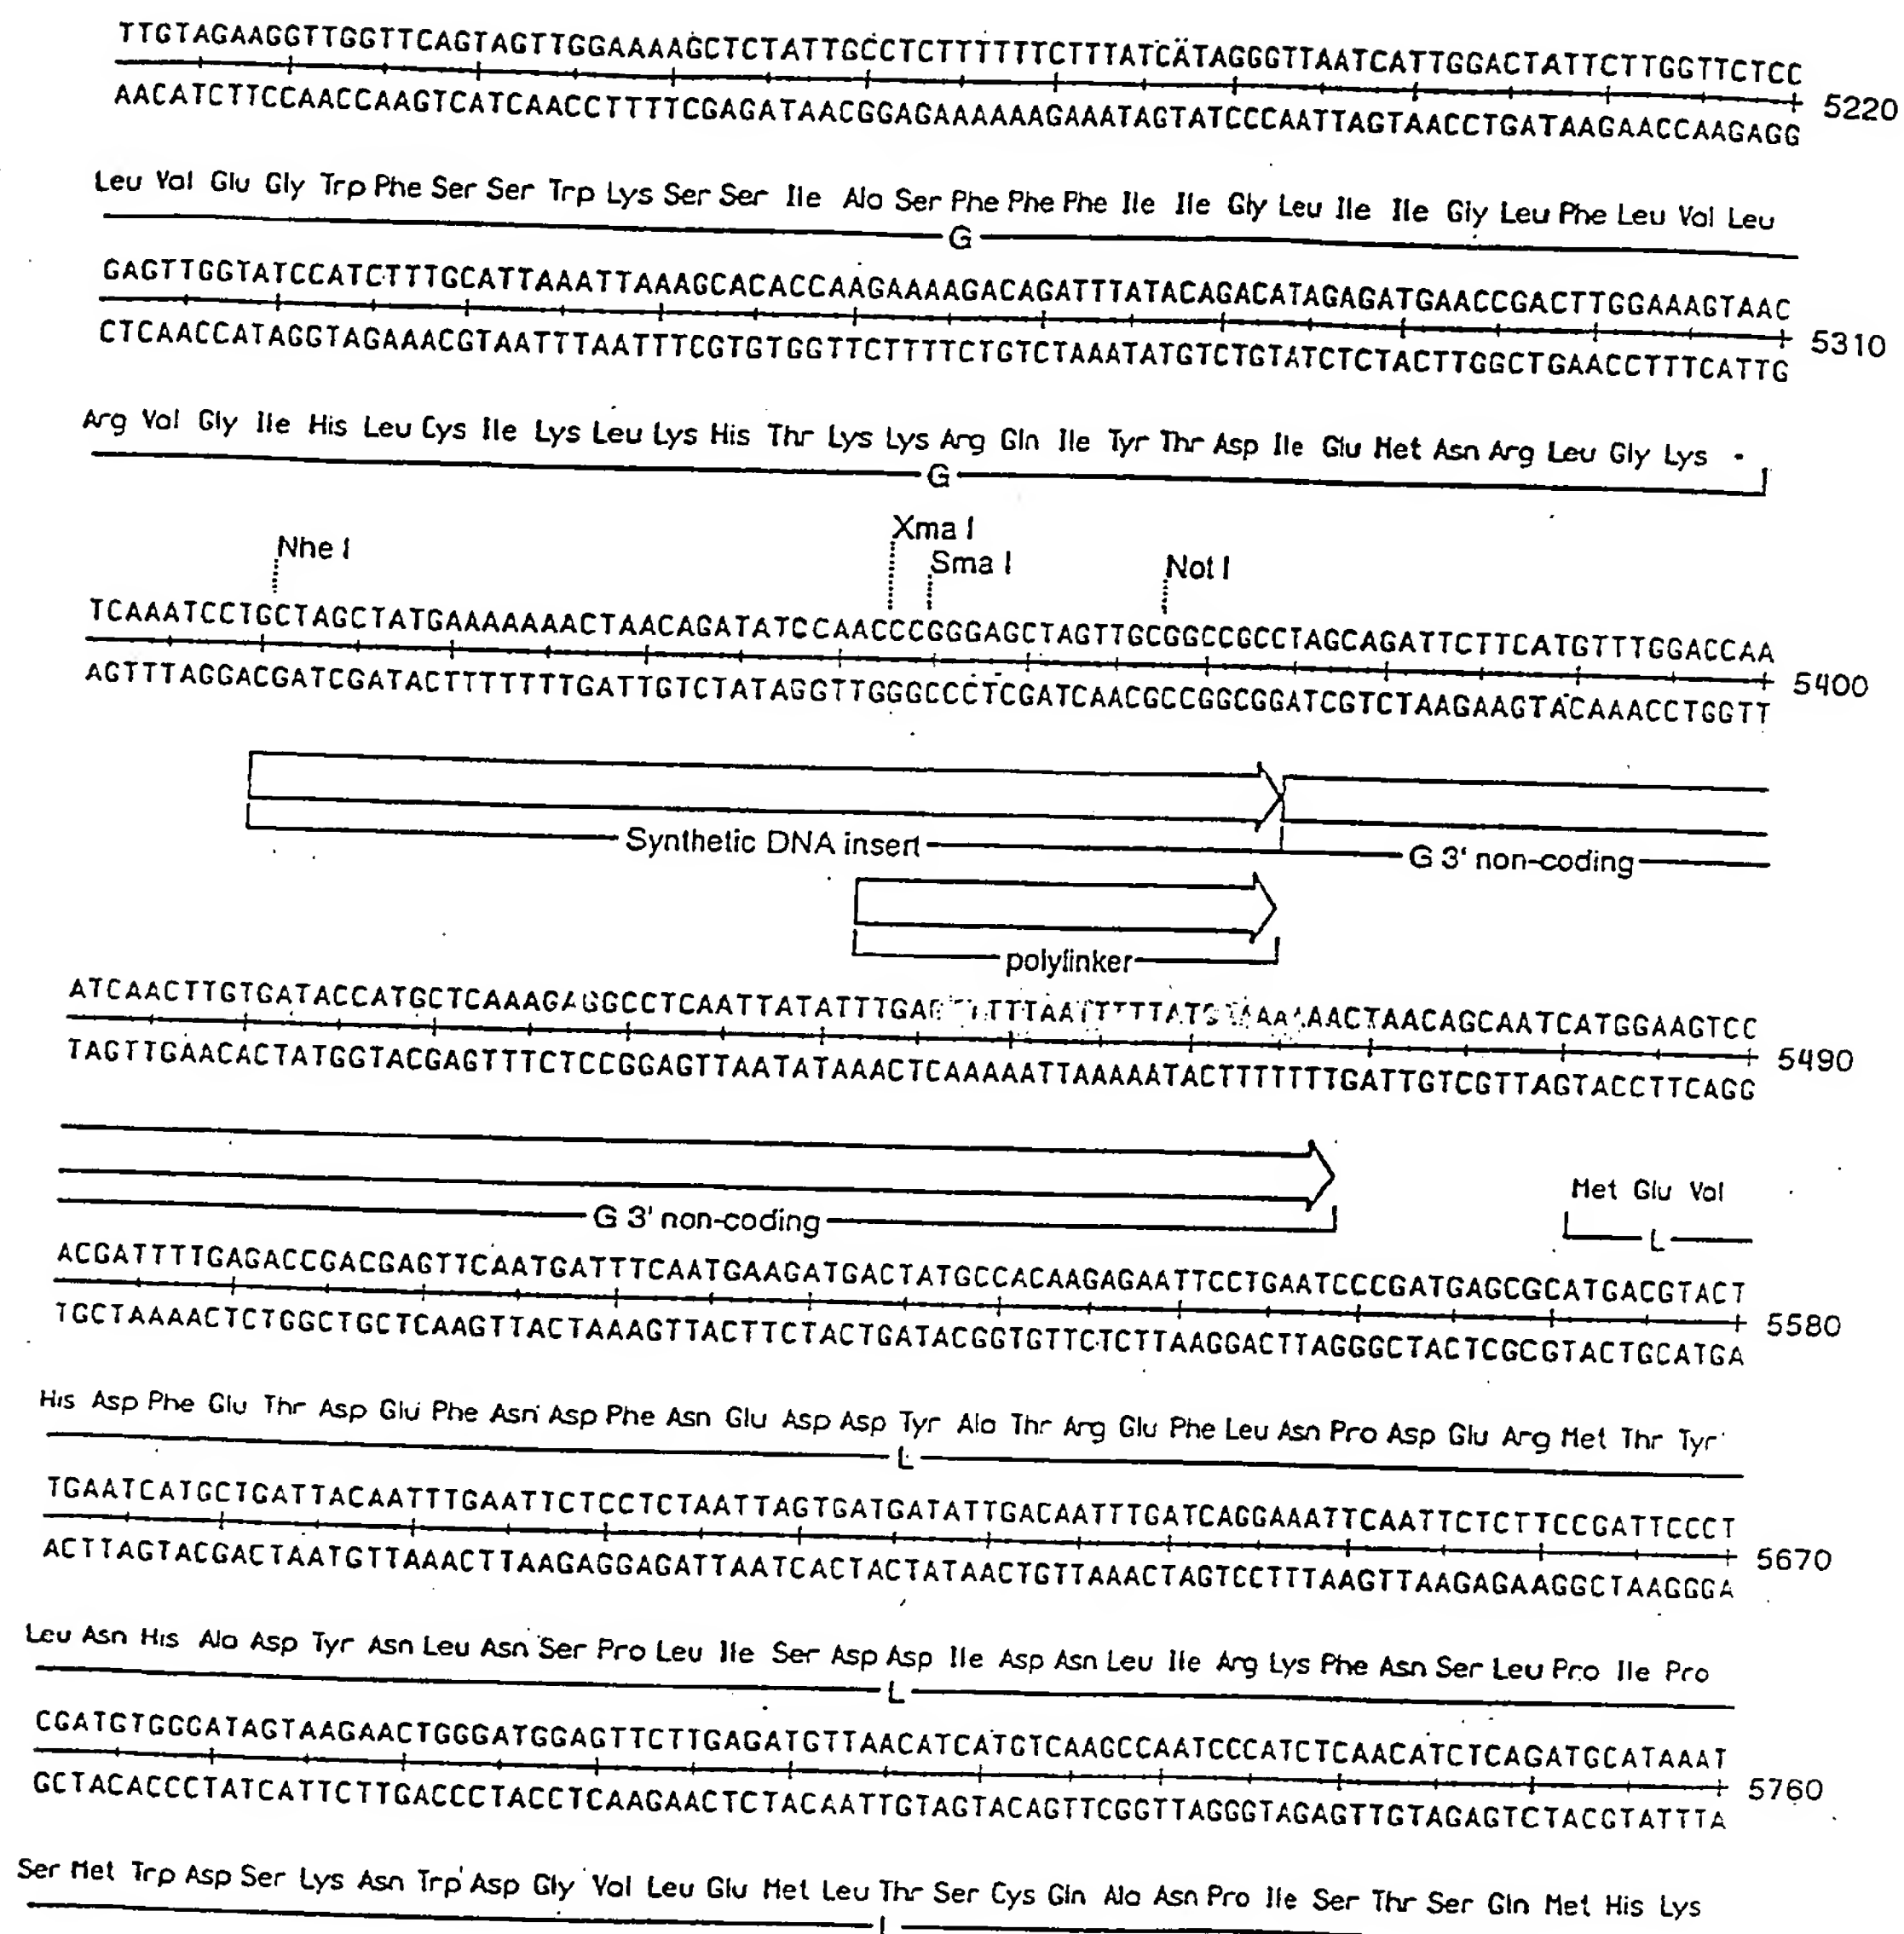 TTGTAGAAGGTTGGTTCAGTAGTTGGAAAAGCTCTATTGCCTCTTTTTTCTTTATCATAGGGTTAATCATTGGACTATTCTTGGTTCTCC
5220
AACATCTTCCAACCAAGTCATCAACCTTTTCGAGATAACGGAGAAAAAAGAAATAGTATCCCAATTAGTAACCTGATAAGAACCAAGAGG
Leu Val Glu Gly Trp Phe Ser Ser Trp Lys Ser Ser Ile Ala Ser Phe Phe Phe Ile Ile Gly Leu Ile Ile Gly Leu Phe Leu Val Leu
G
GAGTTGGTATCCATCTTTGCATTAAATTAAAGCACACCAAGAAAAGACAGATTTATACAGACATAGAGATGAACCGACTTGGAAAGTAAC
5310
CTCAACCATAGGTAGAAACGTAATTTAATTTCGTGTGGTTCTTTTCTGTCTAAATATGTCTGTATCTCTACTTGGCTGAACCTTTCATTG
Arg Val Gly Ile His Leu Cys Ile Lys Leu Lys His Thr Lys Lys Arg Gln Ile Tyr Thr Asp Ile Glu Met Asn Arg Leu Gly Lys •
G
Nhe I
Xma I
Sma I
Not I
TCAAATCCTGCTAGCTATGAAAAAAACTAACAGATATCCAACCCGGGAGCTAGTTGCGGCCGCCTAGCAGATTCTTCATGTTTGGACCAA
5400
AGTTTAGGACGATCGATACTTTTTTTGATTGTCTATAGGTTGGGCCCTCGATCAACGCCGGCGGATCGTCTAAGAAGTACAAACCTGGTT
Synthetic DNA insert
G 3' non-coding
polylinker
ATCAACTTGTGATACCATGCTCAAAGAGGCCTCAATTATATTTGAG AACTAACAGCAATCATGGAAGTCC
5490
TAGTTGAACACTATGGTACGAGTTTCTCCGGAGTTAATATAAACTCAAAAATTAAAAATACTTTTTTTGATTGTCGTTAGTACCTTCAGG
G 3' non-coding
Met Glu Val
L
ACGATTTTGAGACCGACGAGTTCAATGATTTCAATGAAGATGACTATGCCACAAGAGAATTCCTGAATCCCGATGAGCGCATGACGTACT
5580
TGCTAAAACTCTGGCTGCTCAAGTTACTAAAGTTACTTCTACTGATACGGTGTTCTCTTAAGGACTTAGGGCTACTCGCGTACTGCATGA
His Asp Phe Glu Thr Asp Glu Phe Asn Asp Phe Asn Glu Asp Asp Tyr Ala Thr Arg Glu Phe Leu Asn Pro Asp Glu Arg Met Thr Tyr
L
TGAATCATGCTGATTACAATTTGAATTCTCCTCTAATTAGTGATGATATTGACAATTTGATCAGGAAATTCAATTCTCTTCCGATTCCCT
5670
ACTTAGTACGACTAATGTTAAACTTAAGAGGAGATTAATCACTACTATAACTGTTAAACTAGTCCTTTAAGTTAAGAGAAGGCTAAGGGA
Leu Asn His Ala Asp Tyr Asn Leu Asn Ser Pro Leu Ile Ser Asp Asp Ile Asp Asn Leu Ile Arg Lys Phe Asn Ser Leu Pro Ile Pro
L
CGATGTGGGATAGTAAGAACTGGGATGGAGTTCTTGAGATGTTAACATCATGTCAAGCCAATCCCATCTCAACATCTCAGATGCATAAAT
5760
GCTACACCCTATCATTCTTGACCCTACCTCAAGAACTCTACAATTGTAGTACAGTTCGGTTAGGGTAGAGTTGTAGAGTCTACGTATTTA
Ser Met Trp Asp Ser Lys Asn Trp Asp Gly Val Leu Glu Met Leu Thr Ser Cys Gln Ala Asn Pro Ile Ser Thr Ser Gln Met His Lys